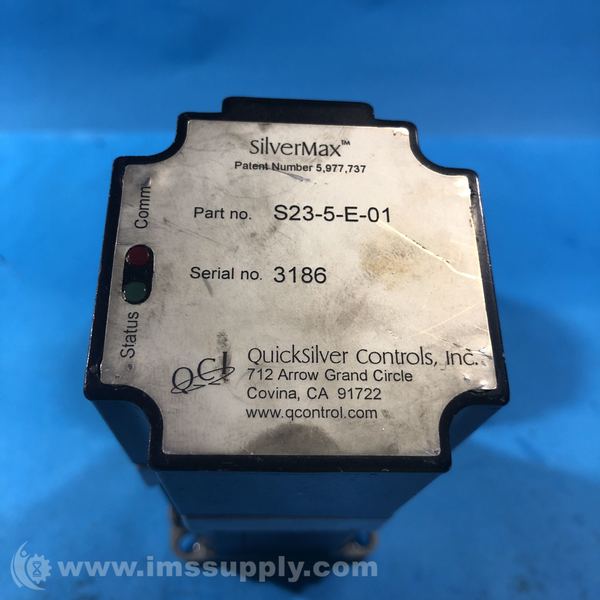 SilverMax™
Patent Number 5,977,737
Part no. S23-5-E-01
Comm
Serial no. 3186
Status
QCI
QuickSilver Controls, Inc.
712 Arrow Grand Circle
Covina, CA 91722
www.qcontrol.com
www.imssupply.com